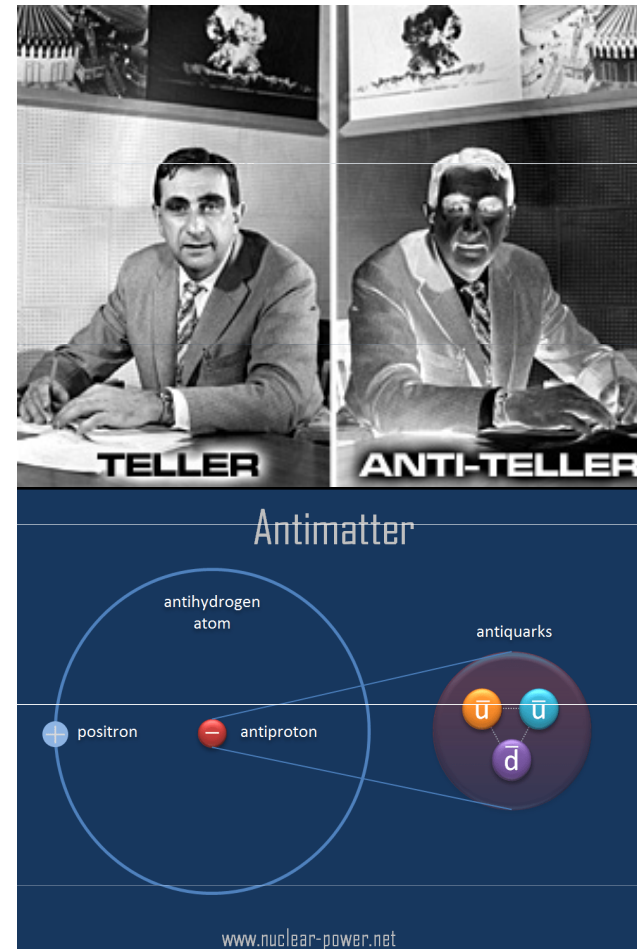 TELLER
ANTI-TELLER
Antimatter
antihydrogen
atom
antiquarks
u̅ u̅
+ positron
− antiproton
d̅
www.nuclear-power.net